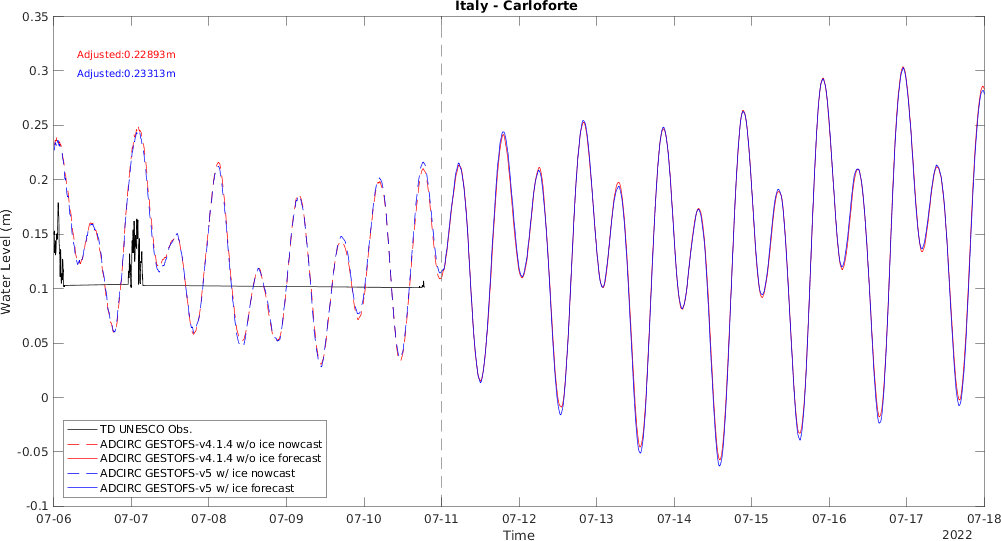 Italy - Carloforte
0.35
0.3
0.25
0.2
0.15
0.1
0.05
0
-0.05
-0.1
Water Level (m)
Adjusted:0.22893m
Adjusted:0.23313m
TD UNESCO Obs.
ADCIRC GESTOFS-v4.1.4 w/o ice nowcast
ADCIRC GESTOFS-v4.1.4 w/o ice forecast
ADCIRC GESTOFS-v5 w/ ice nowcast
ADCIRC GESTOFS-v5 w/ ice forecast
07-06 07-07 07-08 07-09 07-10 07-11 07-12 07-13 07-14 07-15 07-16 07-17 07-18
Time
2022